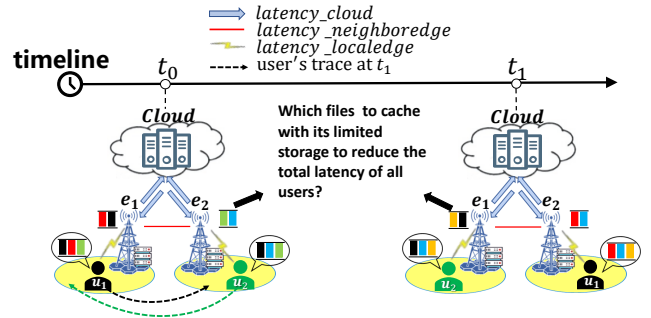 latency_cloud
latency _neighboredge
latency _localedge
user's trace at t₁
timeline
t₀
t₁
Cloud
Cloud
Which files to cache
with its limited
storage to reduce the
total latency of all
users?
e₁
e₂
e₁
e₂
u₁
u₂
u₂
u₁